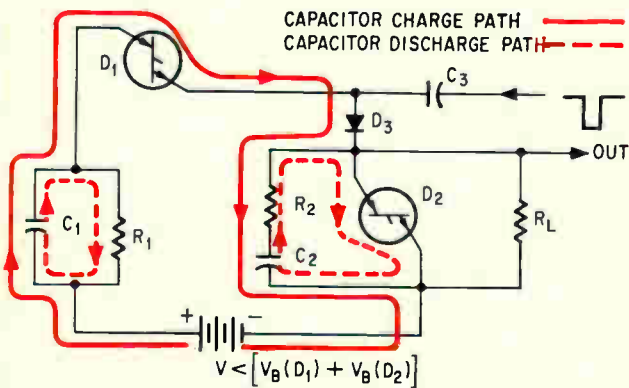 CAPACITOR CHARGE PATH
CAPACITOR DISCHARGE PATH
D1
C3
D3
OUT
D2
C1
R1
R2
C2
RL
+ −
V < [VB(D1) + VB(D2)]